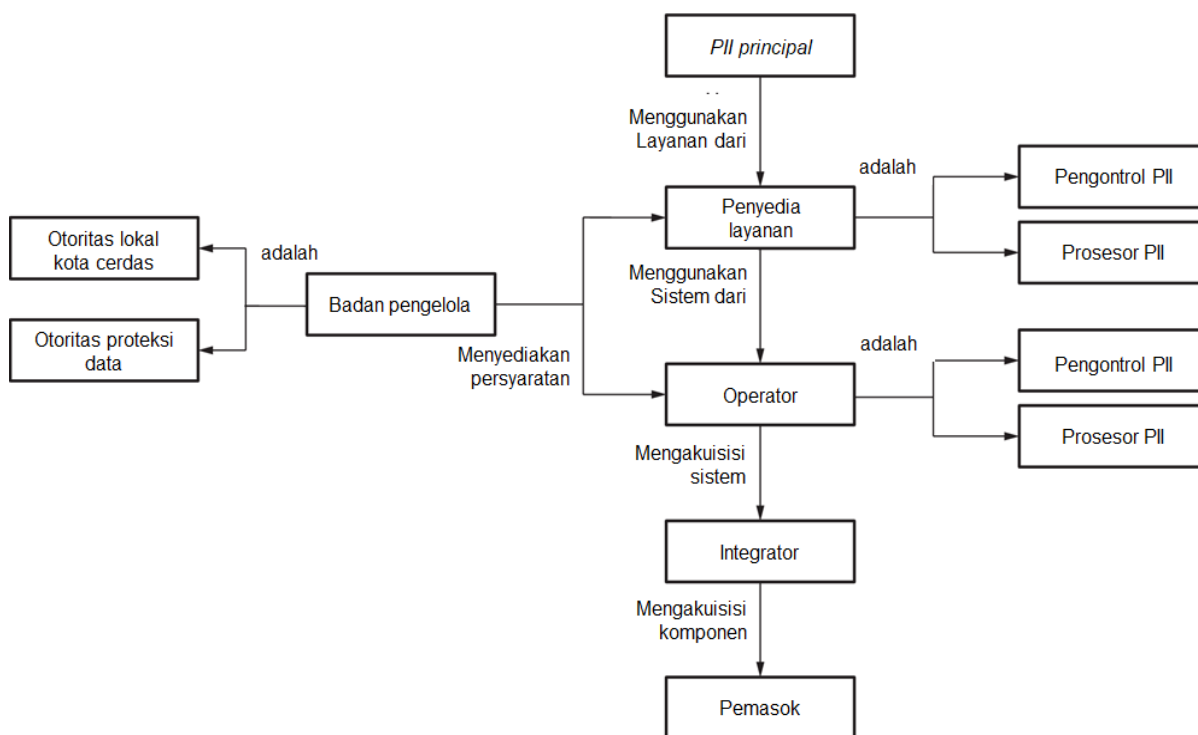 PII principal
Menggunakan
Layanan dari
adalah
Pengontrol PII
Penyedia
layanan
Prosesor PII
Otoritas lokal
kota cerdas
adalah
Badan pengelola
Menggunakan
Sistem dari
Otoritas proteksi
data
Menyediakan
persyaratan
adalah
Pengontrol PII
Operator
Prosesor PII
Mengakuisisi
sistem
Integrator
Mengakuisisi
komponen
Pemasok